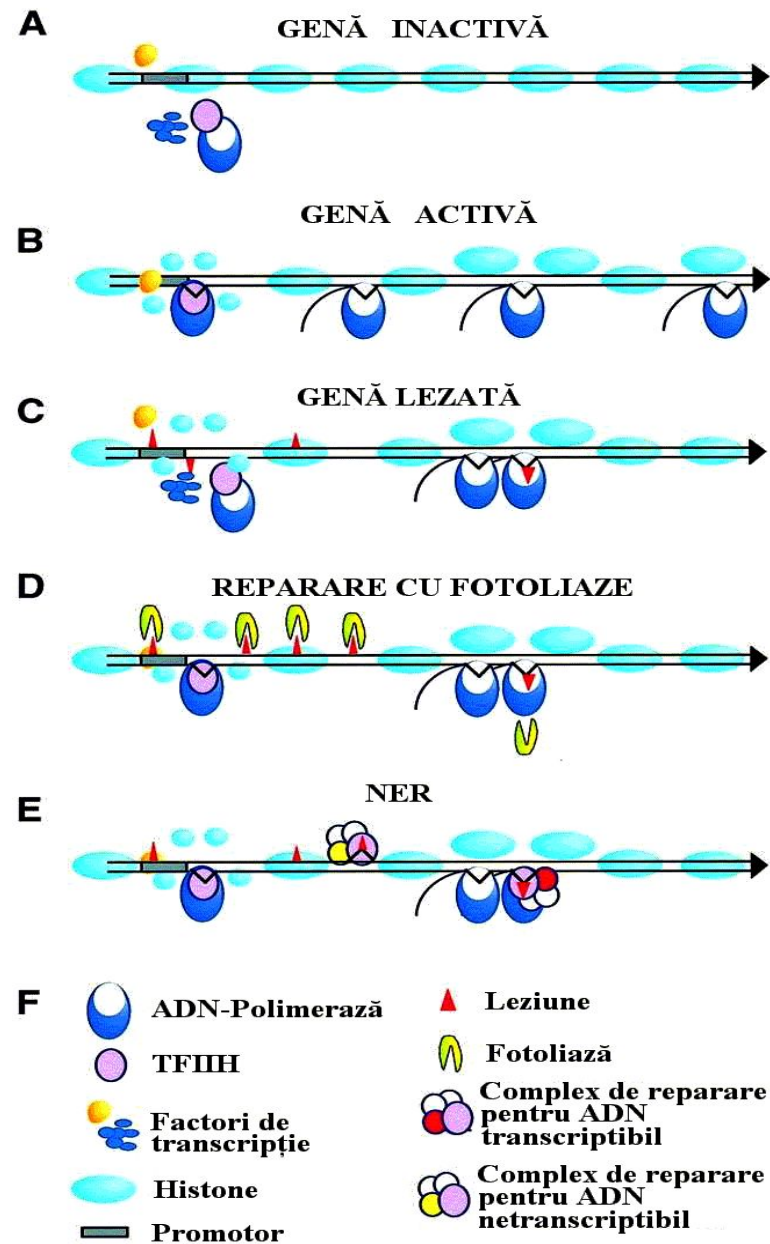 A
GENĂ INACTIVĂ
B
GENĂ ACTIVĂ
C
GENĂ LEZATĂ
D
REPARARE CU FOTOLIAZE
E
NER
F
ADN-Polimerază
TFIIH
Factori de
transcripție
Histone
Promotor
Leziune
Fotoliază
Complex de reparare
pentru ADN
transcriptibil
Complex de reparare
pentru ADN
netranscriptibil